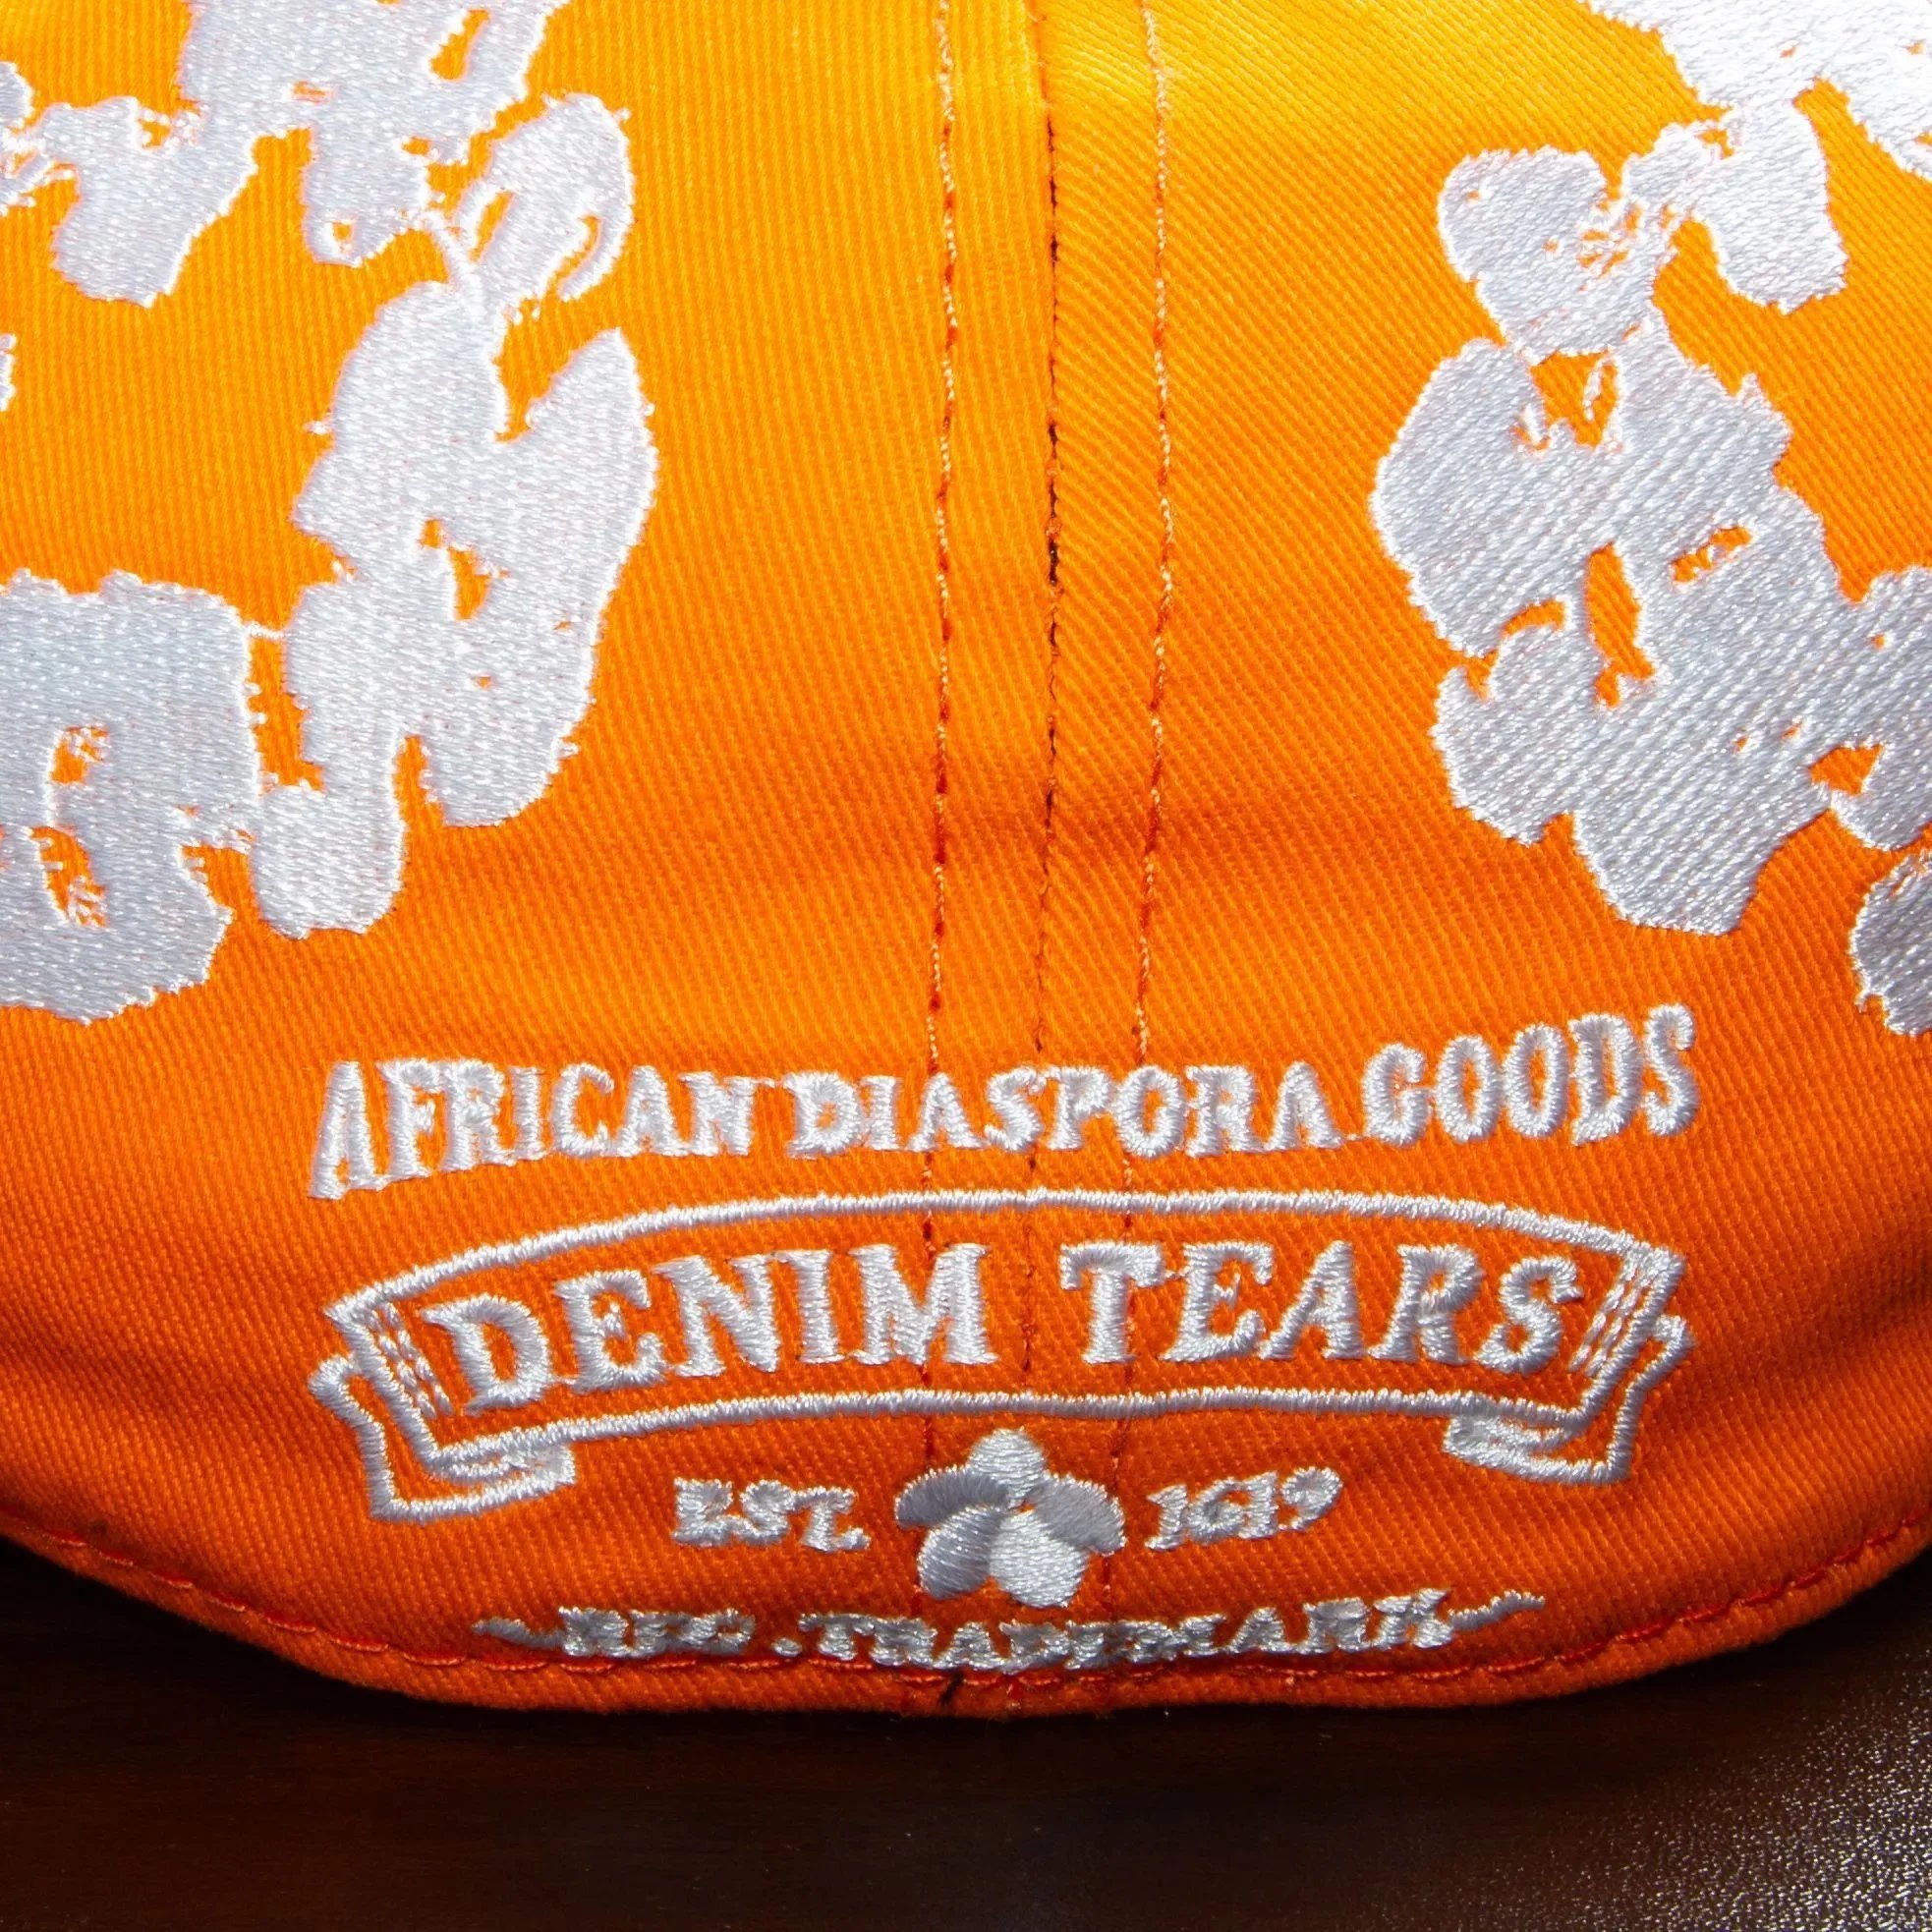 AFRICAN DIASPORA GOODS
DENIM TEARS
EST. 1619
REG. TRADEMARK